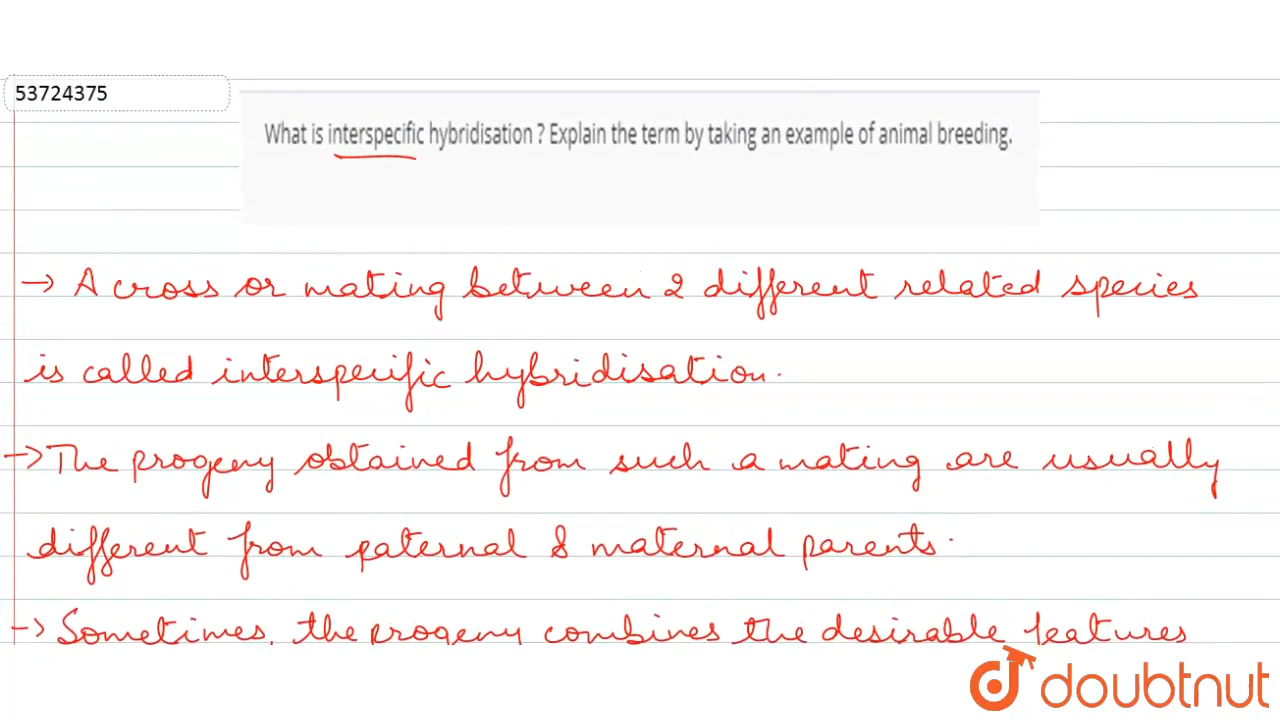 53724375
What is interspecific hybridisation ? Explain the term by taking an example of animal breeding.
→ A cross or mating between 2 different related species
is called interspecific hybridisation.
→ The progeny obtained from such a mating are usually
different from paternal & maternal parents.
→ Sometimes, the progeny combines the desirable features
doubtnut